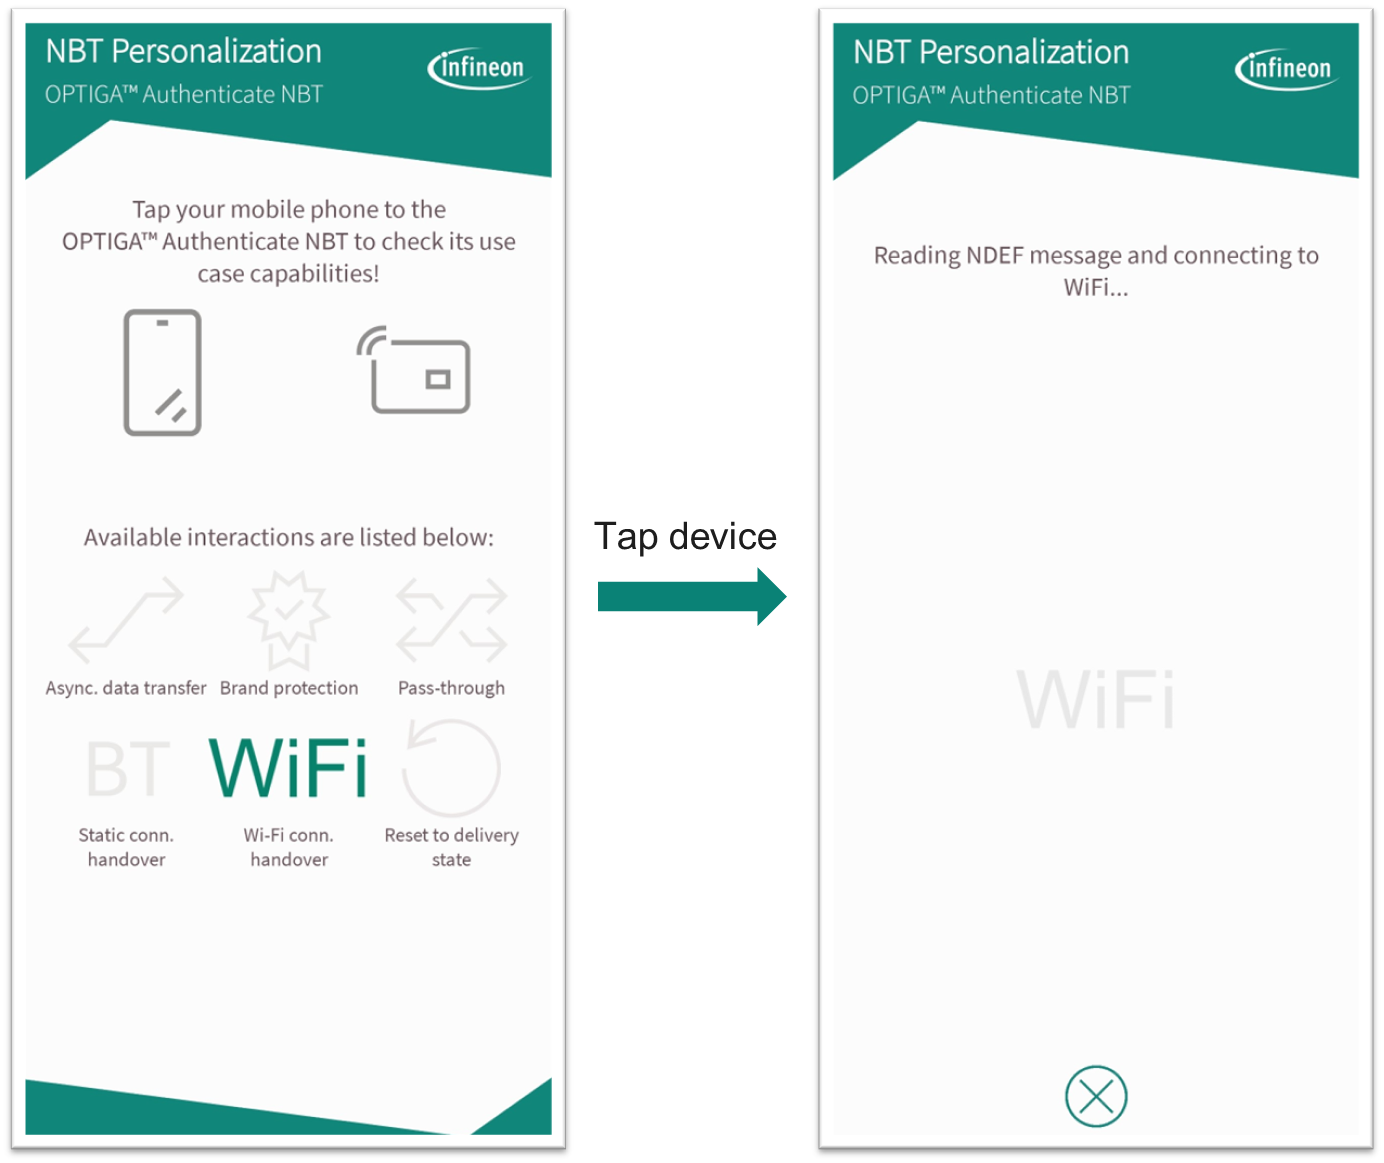 NBT Personalization
OPTIGA™ Authenticate NBT
infineon
Tap your mobile phone to the
OPTIGA™ Authenticate NBT to check its use
case capabilities!
Available interactions are listed below:
Async. data transfer
Brand protection
Pass-through
BT
WiFi
Static conn.
handover
Wi-Fi conn.
handover
Reset to delivery
state
Tap device
NBT Personalization
OPTIGA™ Authenticate NBT
infineon
Reading NDEF message and connecting to
WiFi...
WiFi